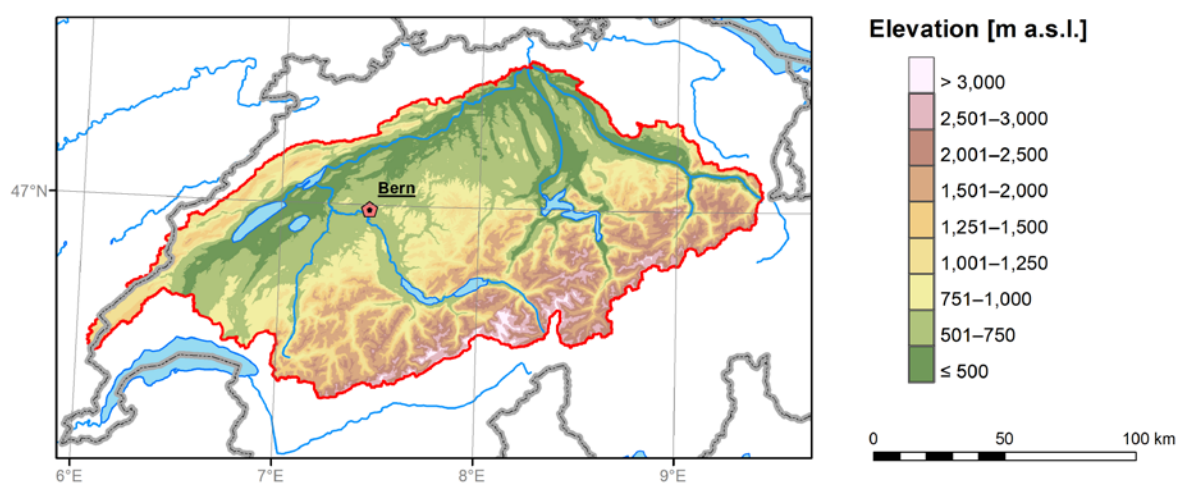 Elevation [m a.s.l.]
> 3,000
2,501–3,000
2,001–2,500
1,501–2,000
1,251–1,500
1,001–1,250
751–1,000
501–750
≤ 500
47°N
Bern
0 50 100 km
6°E 7°E 8°E 9°E